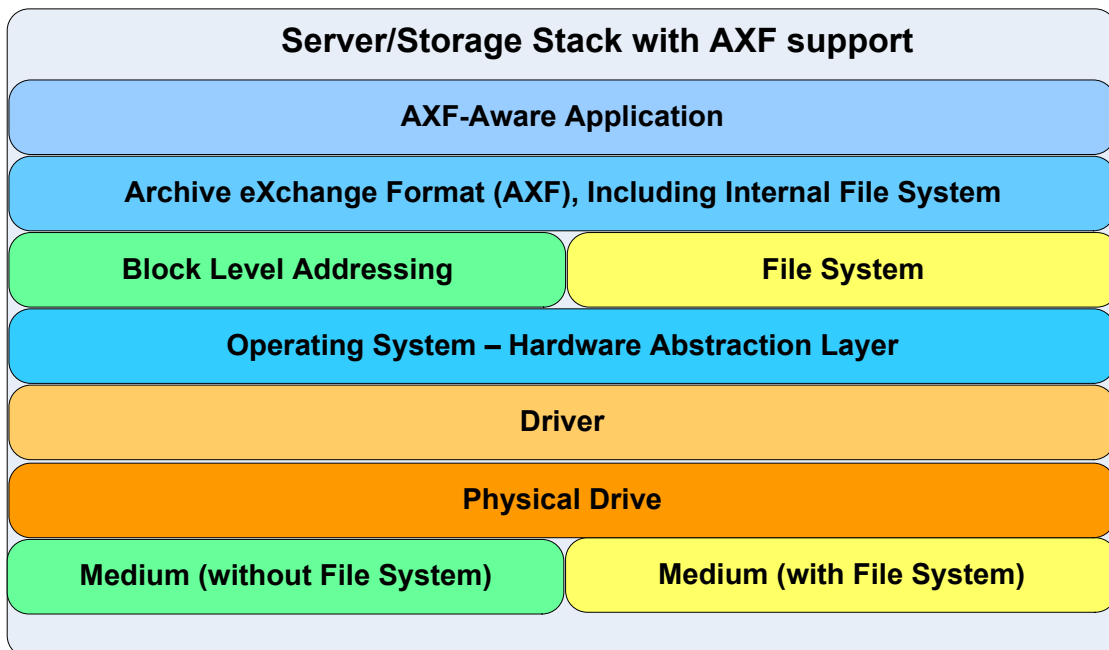 Server/Storage Stack with AXF support
AXF-Aware Application
Archive eXchange Format (AXF), Including Internal File System
Block Level Addressing
File System
Operating System – Hardware Abstraction Layer
Driver
Physical Drive
Medium (without File System)
Medium (with File System)